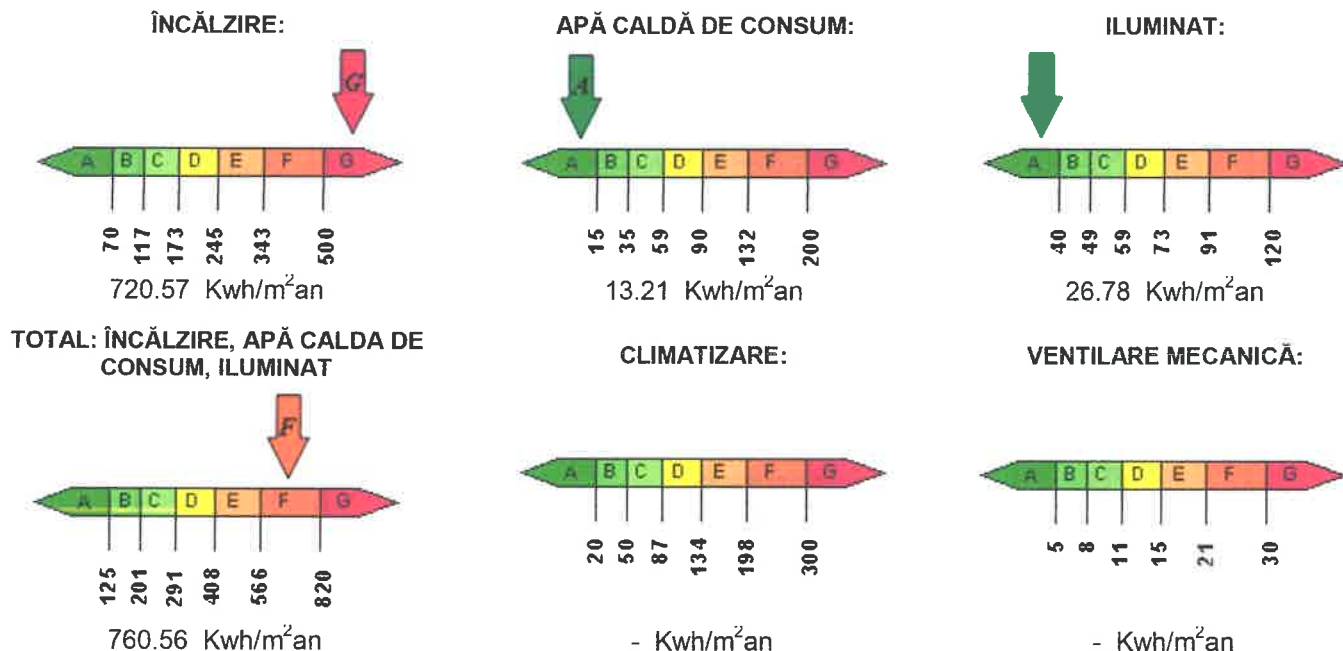 ÎNCĂLZIRE:
G
A B C D E F G
70 117 173 245 343 500
720.57 Kwh/m²an
APĂ CALDĂ DE CONSUM:
A
A B C D E F G
15 35 59 90 132 200
13.21 Kwh/m²an
ILUMINAT:
A B C D E F G
40 49 59 73 91 120
26.78 Kwh/m²an
TOTAL: ÎNCĂLZIRE, APĂ CALDA DE
CONSUM, ILUMINAT
F
A B C D E F G
125 201 291 408 566 820
760.56 Kwh/m²an
CLIMATIZARE:
A B C D E F G
20 50 87 134 198 300
- Kwh/m²an
VENTILARE MECANICĂ:
A B C D E F G
5 8 11 15 21 30
- Kwh/m²an